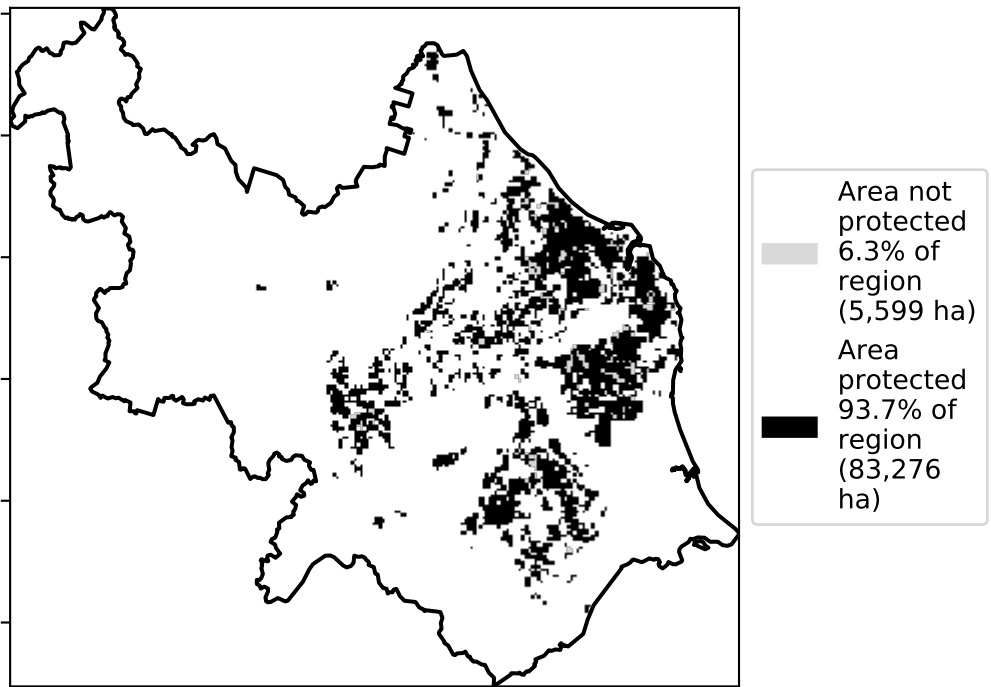 Area not
protected
6.3% of
region
(5,599 ha)
Area
protected
93.7% of
region
(83,276
ha)